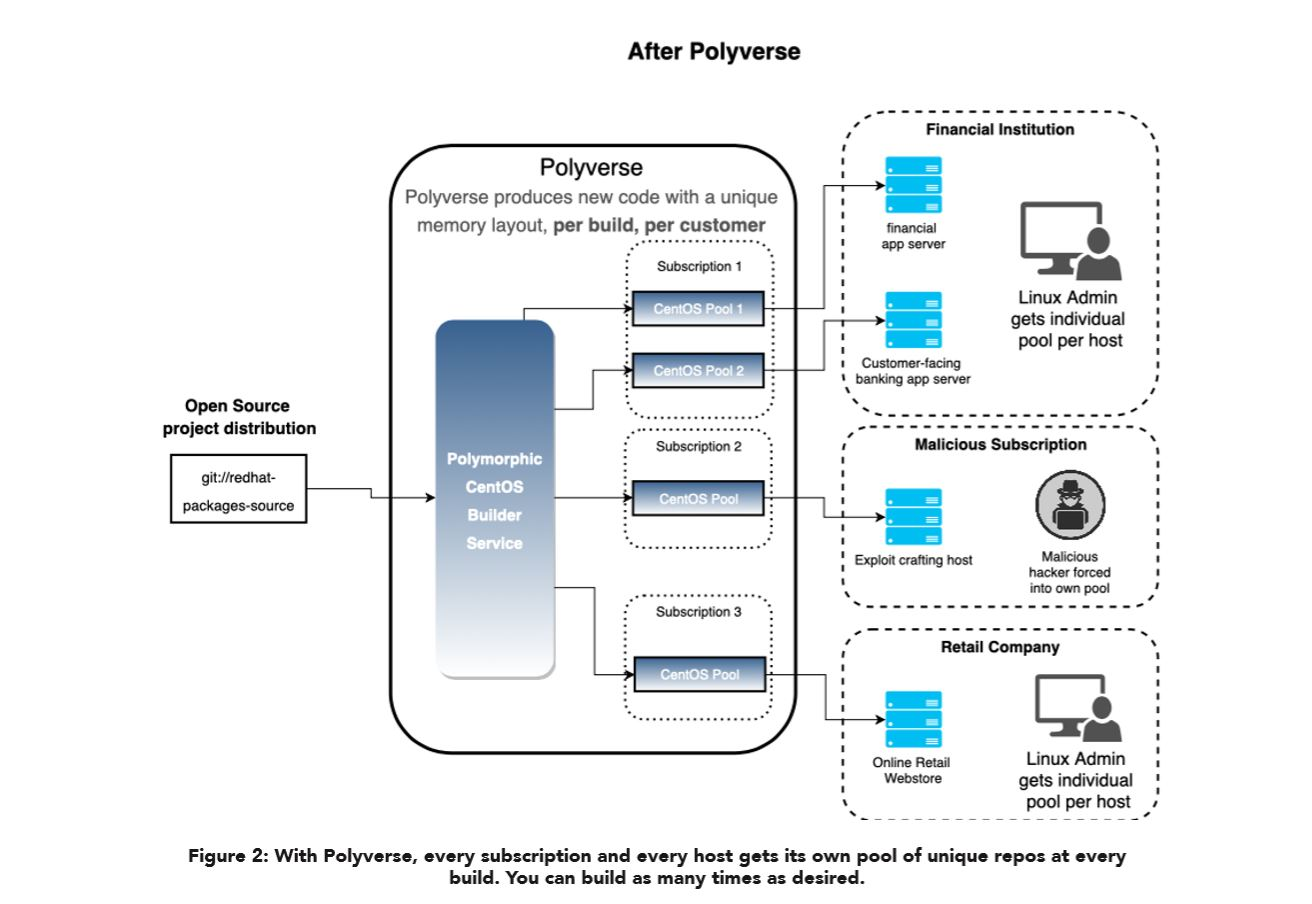 After Polyverse
Polyverse
Polyverse produces new code with a unique
memory layout, per build, per customer
Open Source
project distribution
git://redhat-
packages-source
Polymorphic
CentOS
Builder
Service
Subscription 1
CentOS Pool 1
CentOS Pool 2
Subscription 2
CentOS Pool
Subscription 3
CentOS Pool
Financial Institution
financial
app server
Customer-facing
banking app server
Linux Admin
gets individual
pool per host
Malicious Subscription
Exploit crafting host
Malicious
hacker forced
into own pool
Retail Company
Online Retail
Webstore
Linux Admin
gets individual
pool per host
Figure 2: With Polyverse, every subscription and every host gets its own pool of unique repos at every
build. You can build as many times as desired.